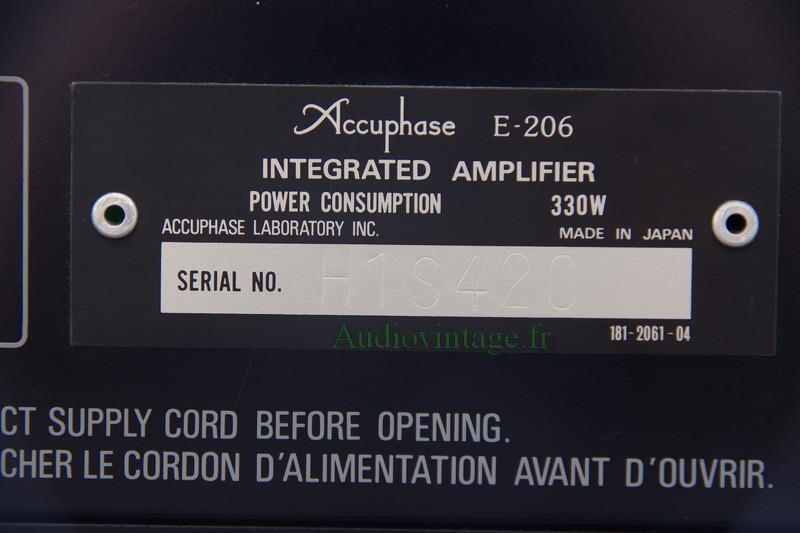 Accuphase E-206
INTEGRATED AMPLIFIER
POWER CONSUMPTION 330W
ACCUPHASE LABORATORY INC. MADE IN JAPAN
SERIAL NO. H1S420
Audiovintage.fr
181-2061-04
CT SUPPLY CORD BEFORE OPENING.
CHER LE CORDON D'ALIMENTATION AVANT D'OUVRIR.